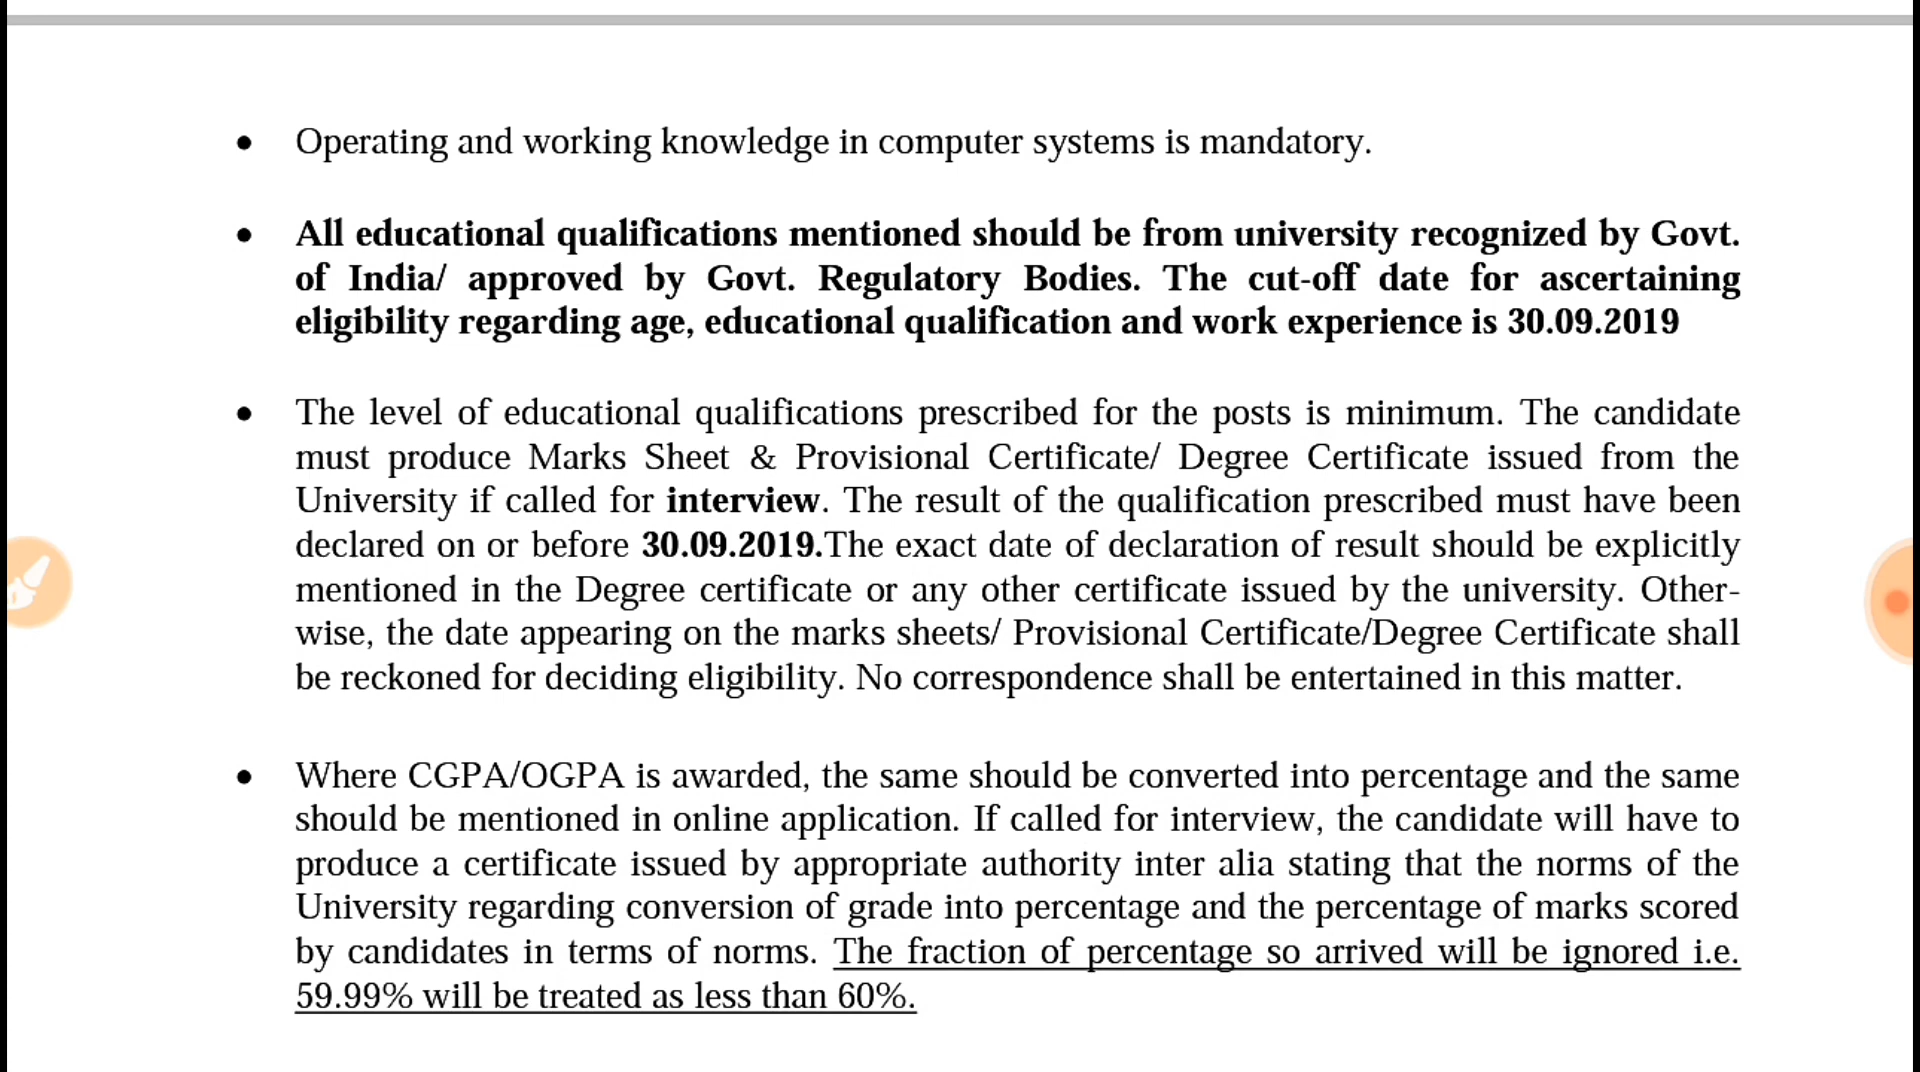 • Operating and working knowledge in computer systems is mandatory.
• All educational qualifications mentioned should be from university recognized by Govt.
of India/ approved by Govt. Regulatory Bodies. The cut-off date for ascertaining
eligibility regarding age, educational qualification and work experience is 30.09.2019
• The level of educational qualifications prescribed for the posts is minimum. The candidate
must produce Marks Sheet & Provisional Certificate/ Degree Certificate issued from the
University if called for interview. The result of the qualification prescribed must have been
declared on or before 30.09.2019.The exact date of declaration of result should be explicitly
mentioned in the Degree certificate or any other certificate issued by the university. Other-
wise, the date appearing on the marks sheets/ Provisional Certificate/Degree Certificate shall
be reckoned for deciding eligibility. No correspondence shall be entertained in this matter.
• Where CGPA/OGPA is awarded, the same should be converted into percentage and the same
should be mentioned in online application. If called for interview, the candidate will have to
produce a certificate issued by appropriate authority inter alia stating that the norms of the
University regarding conversion of grade into percentage and the percentage of marks scored
by candidates in terms of norms. The fraction of percentage so arrived will be ignored i.e.
59.99% will be treated as less than 60%.